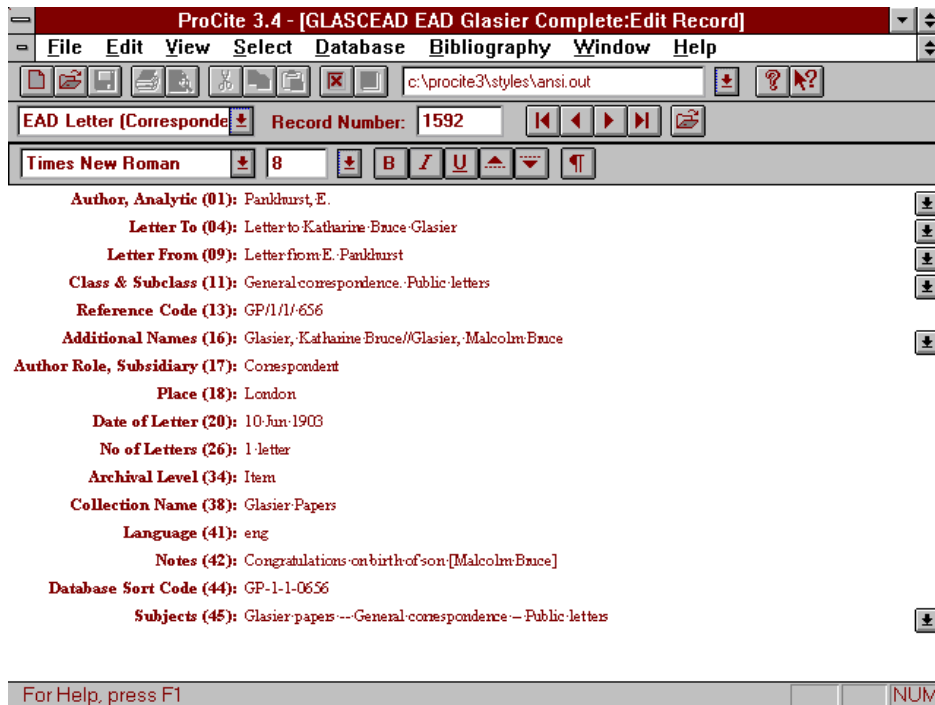 ProCite 3.4 - [GLASCEAD EAD Glasier Complete:Edit Record]
File Edit View Select Database Bibliography Window Help
c:\procite3\styles\ansi.out
EAD Letter (Corresponde Record Number: 1592
Times New Roman 8 B I U ¶
Author, Analytic (01): Pankhurst,·E.
Letter To (04): Letter·to·Katharine·Bruce·Glasier
Letter From (09): Letter·from·E.·Pankhurst
Class & Subclass (11): General·correspondence.·Public·letters
Reference Code (13): GP/1/1/·656
Additional Names (16): Glasier,·Katharine·Bruce//Glasier,·Malcolm·Bruce
Author Role, Subsidiary (17): Correspondent
Place (18): London
Date of Letter (20): 10·Jun·1903
No of Letters (26): 1·letter
Archival Level (34): Item
Collection Name (38): Glasier·Papers
Language (41): eng
Notes (42): Congratulations·on·birth·of·son·[Malcolm·Bruce]
Database Sort Code (44): GP-1-1-0656
Subjects (45): Glasier·papers·--·General·correspondence·--·Public·letters
For Help, press F1 NUM